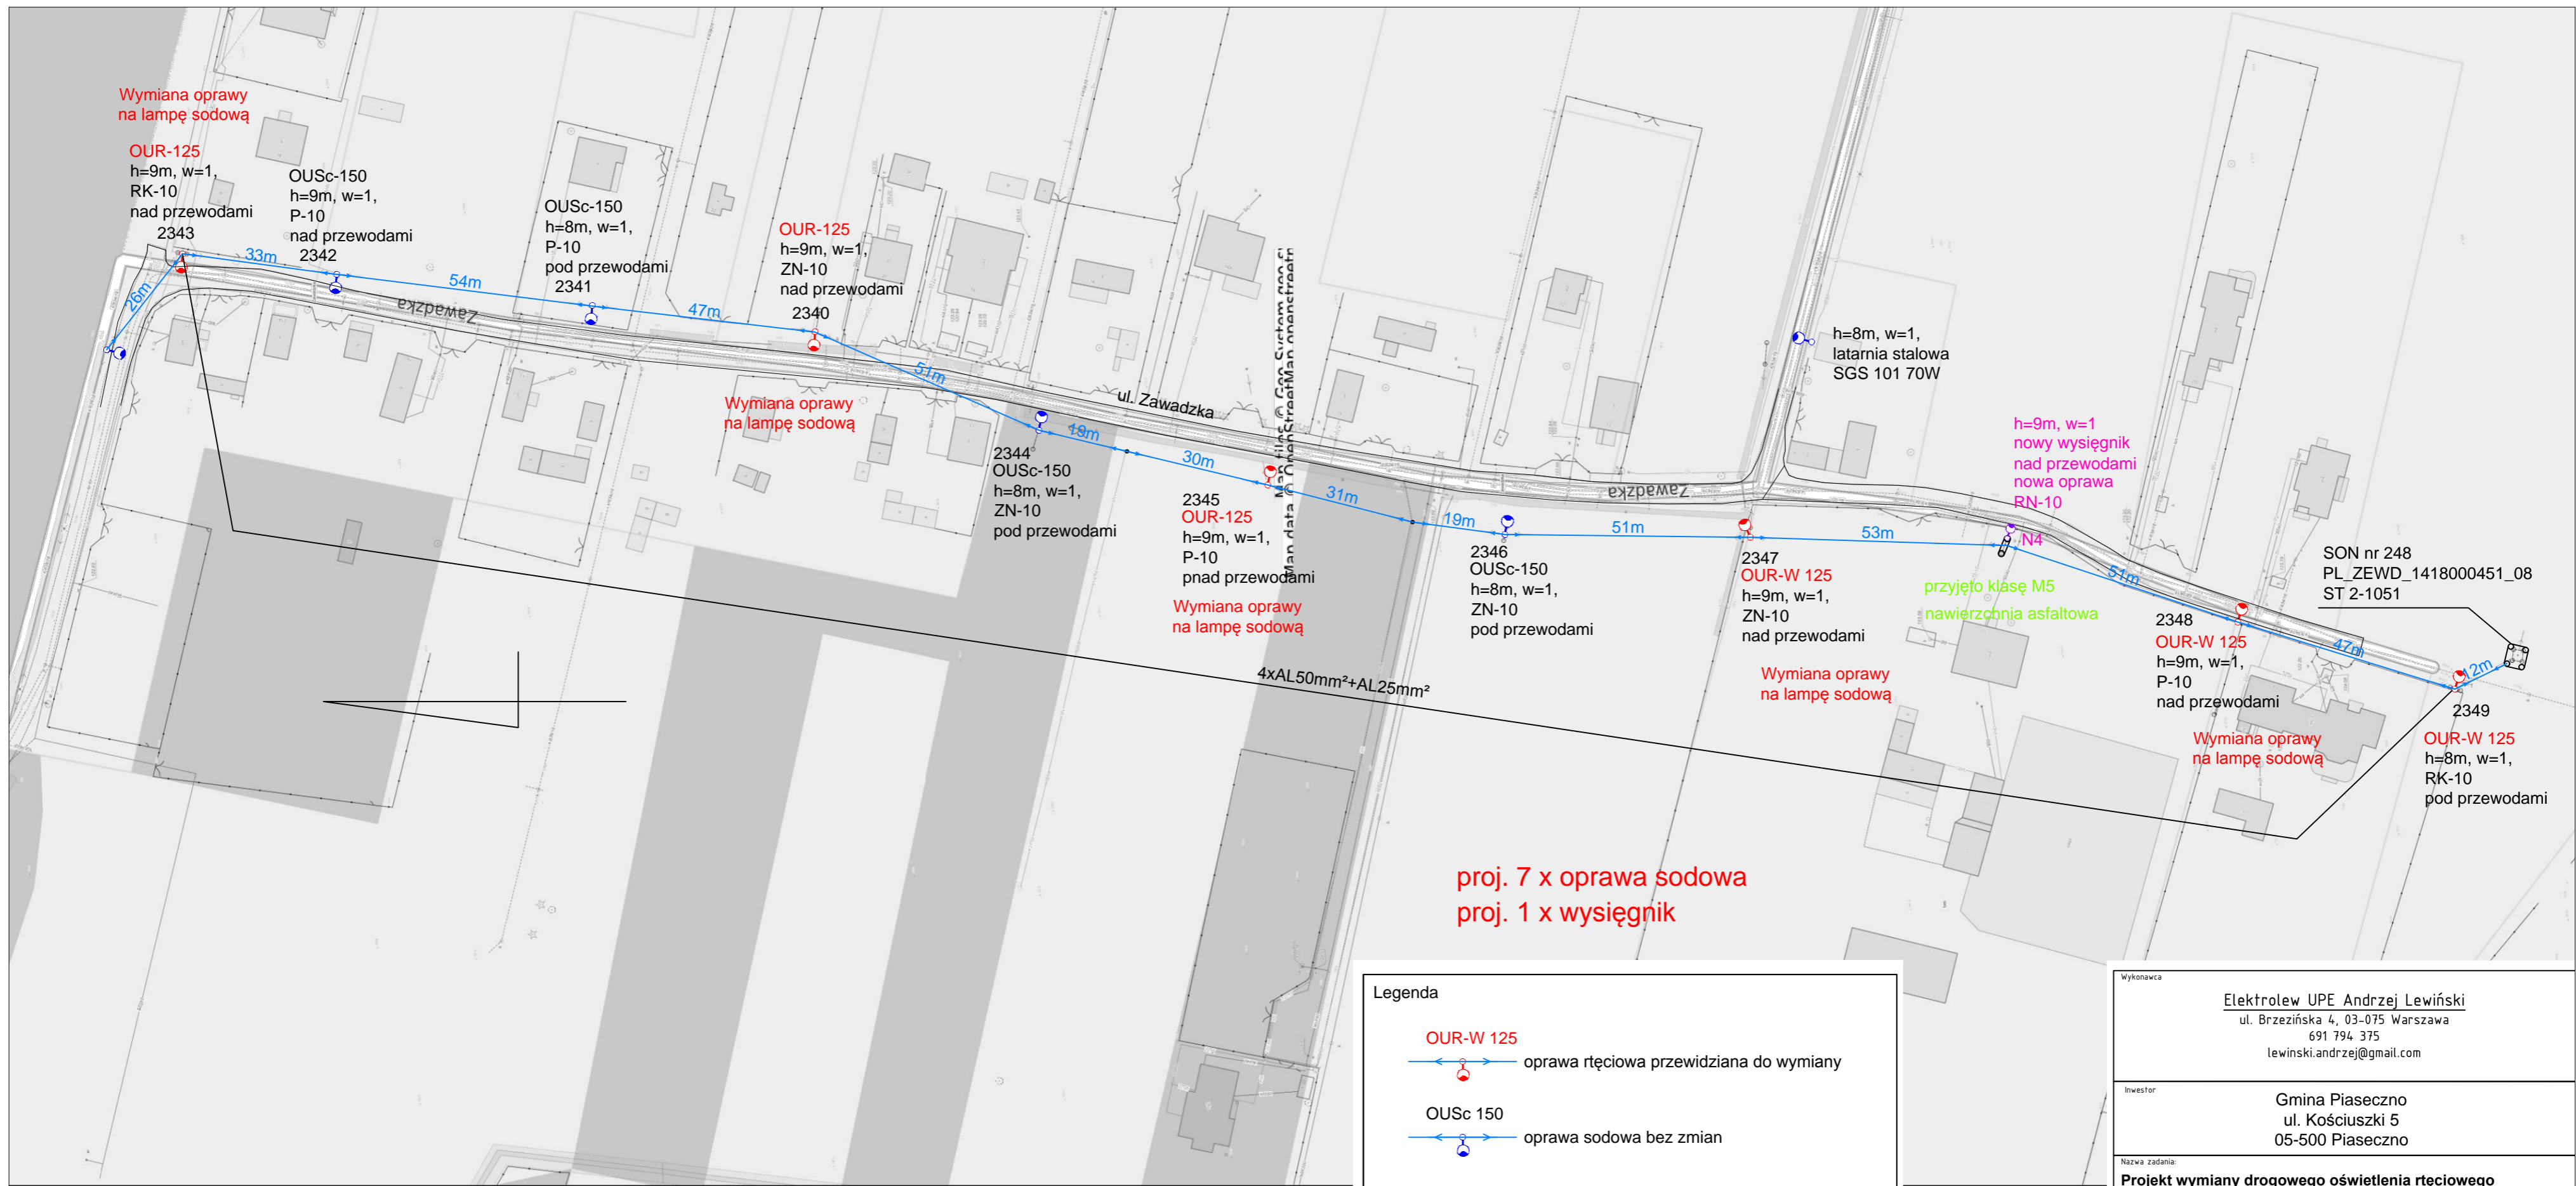 Wymiana oprawy
na lampę sodową
OUR-125
h=9m, w=1,
RK-10
nad przewodami
2343
OUSc-150
h=9m, w=1,
P-10
nad przewodami
2342
OUSc-150
h=8m, w=1,
P-10
pod przewodami
2341
OUR-125
h=9m, w=1,
ZN-10
nad przewodami
2340
26m
33m
54m
47m
51m
19m
30m
31m
19m
51m
53m
51m
47m
12m
Zawadzka
ul. Zawadzka
Zawadzka
Wymiana oprawy
na lampę sodową
2344
OUSc-150
h=8m, w=1,
ZN-10
pod przewodami
2345
OUR-125
h=9m, w=1,
P-10
pnad przewodami
Wymiana oprawy
na lampę sodową
Map tiles © Geo-System geo-s
Map data © OpenStreetMap openstreetm
2346
OUSc-150
h=8m, w=1,
ZN-10
pod przewodami
h=8m, w=1,
latarnia stalowa
SGS 101 70W
2347
OUR-W 125
h=9m, w=1,
ZN-10
nad przewodami
Wymiana oprawy
na lampę sodową
h=9m, w=1
nowy wysięgnik
nad przewodami
nowa oprawa
RN-10
N4
przyjęto klasę M5
nawierzchnia asfaltowa
2348
OUR-W 125
h=9m, w=1,
P-10
nad przewodami
Wymiana oprawy
na lampę sodową
SON nr 248
PL_ZEWD_1418000451_08
ST 2-1051
2349
OUR-W 125
h=8m, w=1,
RK-10
pod przewodami
4xAL50mm²+AL25mm²
proj. 7 x oprawa sodowa
proj. 1 x wysięgnik
Legenda
OUR-W 125
oprawa rtęciowa przewidziana do wymiany
OUSc 150
oprawa sodowa bez zmian
Wykonawca
Elektrolew UPE Andrzej Lewiński
ul. Brzezińska 4, 03-075 Warszawa
691 794 375
lewinski.andrzej@gmail.com
Inwestor
Gmina Piaseczno
ul. Kościuszki 5
05-500 Piaseczno
Nazwa zadania:
Projekt wymiany drogowego oświetlenia rtęciowego